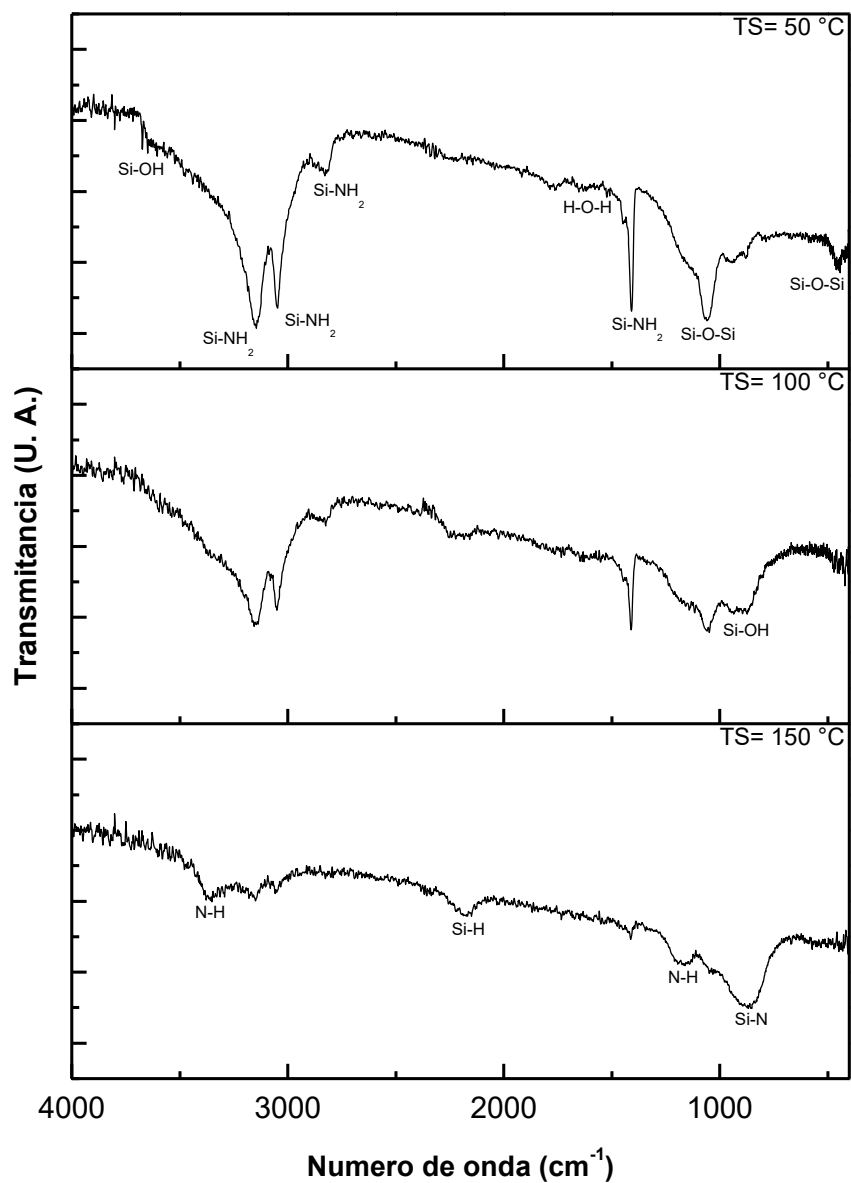 TS= 50 °C
Si-OH
Si-NH₂
H-O-H
Si-O-Si
Si-NH₂
Si-NH₂
Si-NH₂
Si-O-Si
TS= 100 °C
Si-OH
Transmitancia (U. A.)
TS= 150 °C
N-H
Si-H
N-H
Si-N
4000 3000 2000 1000
Numero de onda (cm⁻¹)